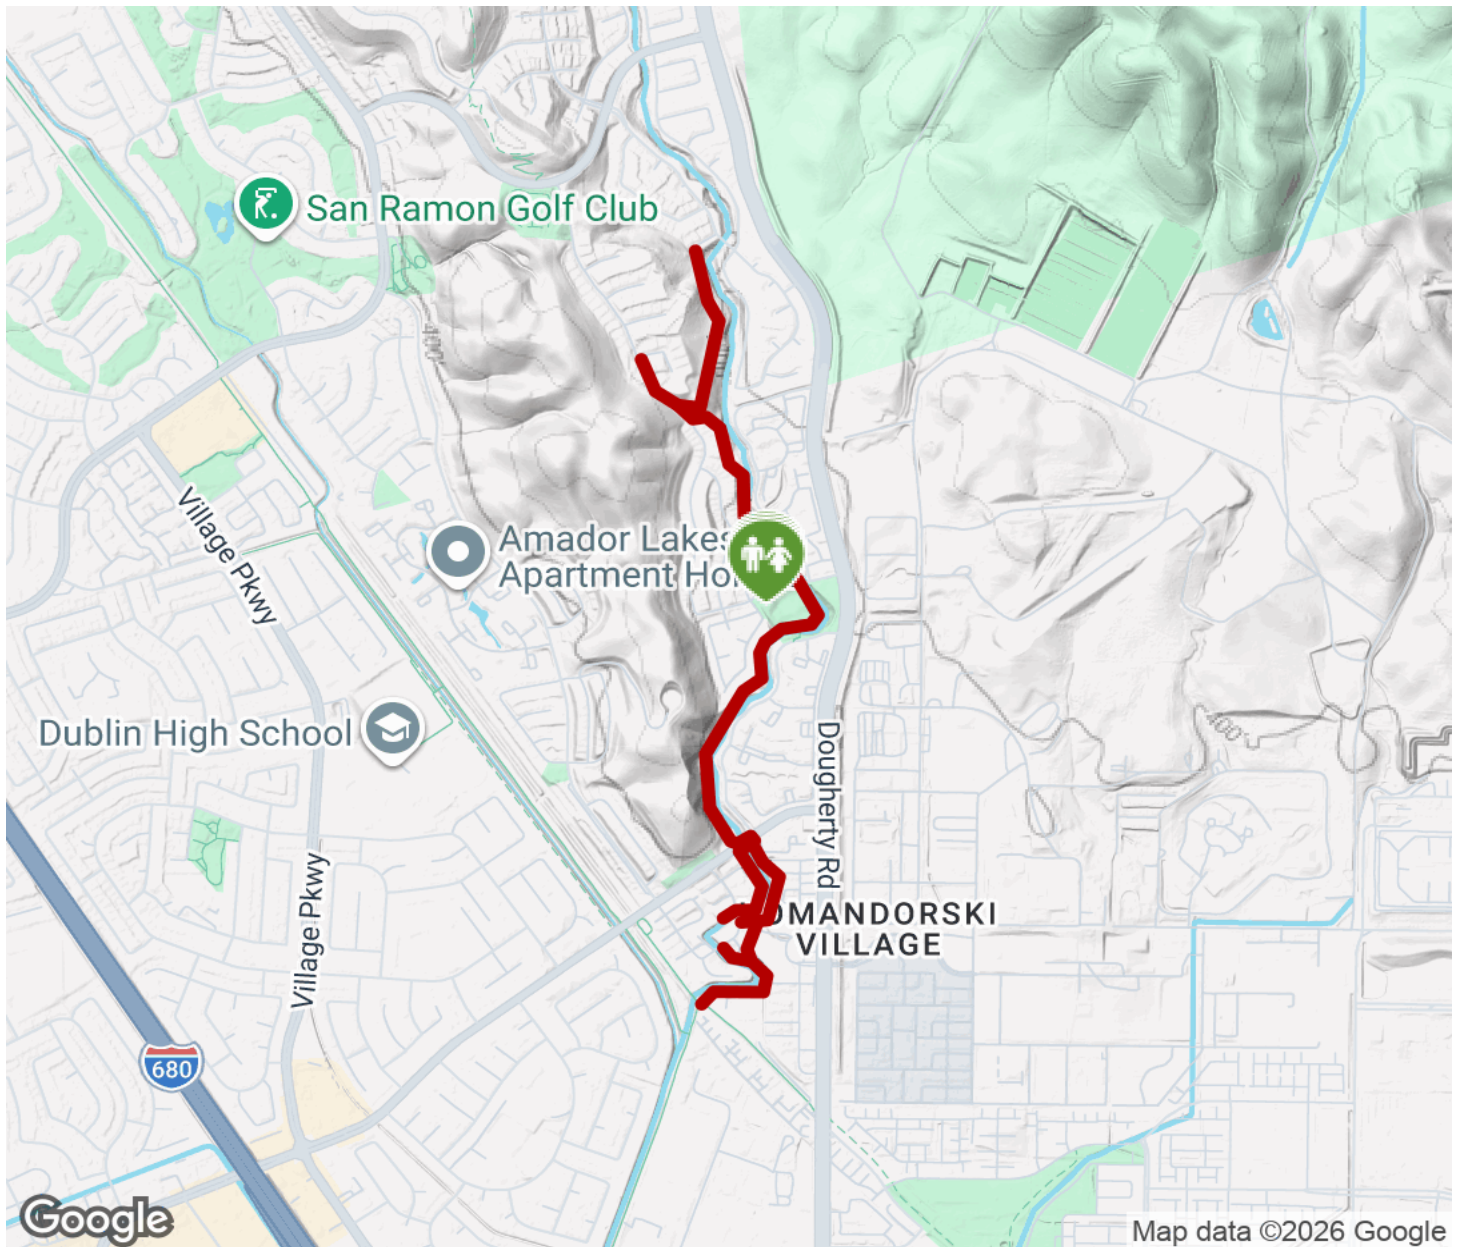 San Ramon Golf Club
400
Village Pkwy
Amador Lakes
Apartment Ho
Dublin High School
400
Dougherty Rd
Village Pkwy
OMANDORSKI
VILLAGE
680
Google
Map data ©2026 Google